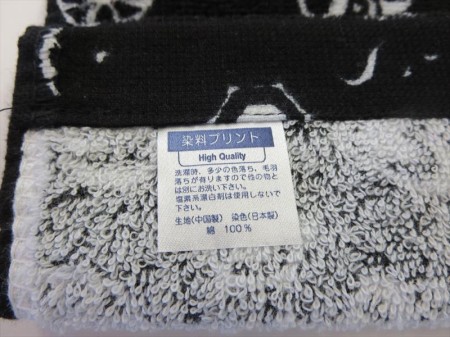 染料プリント
High Quality
洗濯時、多少の色落ち、毛羽
落ちが有りますので他の物と
は別にお洗い下さい。
塩素系漂白剤は使用しないで
下さい。
生地(中国製) 染色(日本製)
綿 100%